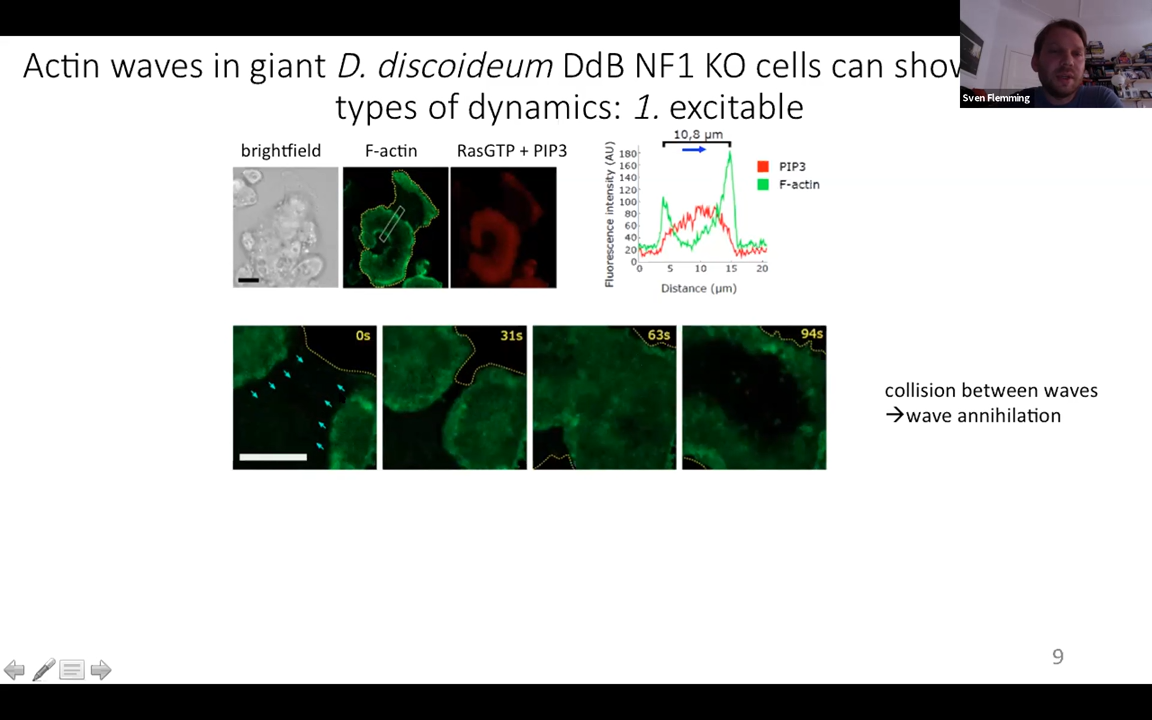 Actin waves in giant D. discoideum DdB NF1 KO cells can show
types of dynamics: 1. excitable
Sven Flemming
brightfield
F-actin
RasGTP + PIP3
Fluorescence intensity (AU)
10,8 µm
180
160
140
120
100
80
60
40
20
0
0 5 10 15 20
Distance (µm)
PIP3
F-actin
0s
31s
63s
94s
collision between waves
→wave annihilation
9